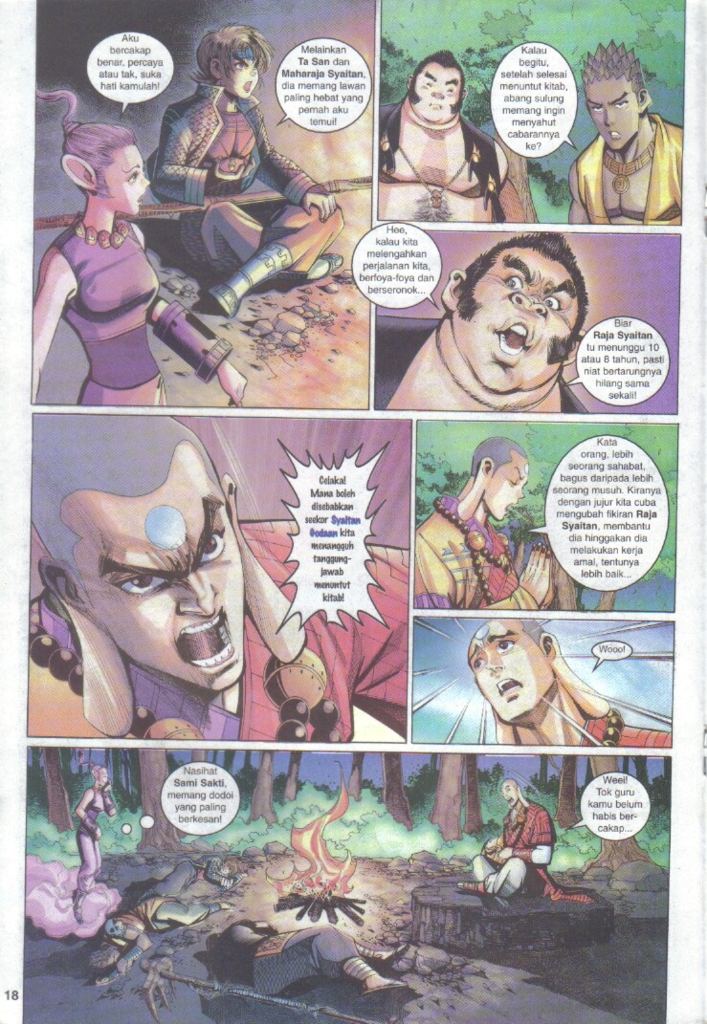 Aku
bercakap
benar, percaya
atau tak, suka
hati kamulah!
Melainkan
Ta San dan
Maharaja Syaitan,
dia memang lawan
paling hebat yang
pernah aku
temui!
Kalau
begitu,
setelah selesai
menuntut kitab,
abang sulung
memang ingin
menyahut
cabarannya
ke?
Hee,
kalau kita
melengahkan
perjalanan kita,
berfoya-foya dan
berseronok...
Biar
Raja Syaitan
tu menunggu 10
atau 8 tahun, pasti
niat bertarungnya
hilang sama
sekali!
Celaka!
Mana boleh
disebabkan
seekor Syaitan
Godaan kita
menangguh
tanggung-
jawab
menuntut
kitab!
Kata
orang, lebih
seorang sahabat,
bagus daripada lebih
seorang musuh. Kiranya
dengan jujur kita cuba
mengubah fikiran Raja
Syaitan, membantu
dia hinggakan dia
melakukan kerja
amal, tentunya
lebih baik...
Wooo!
Nasihat
Sami Sakti,
memang dodoi
yang paling
berkesan!
Weei!
Tok guru
kamu belum
habis ber-
cakap...
18